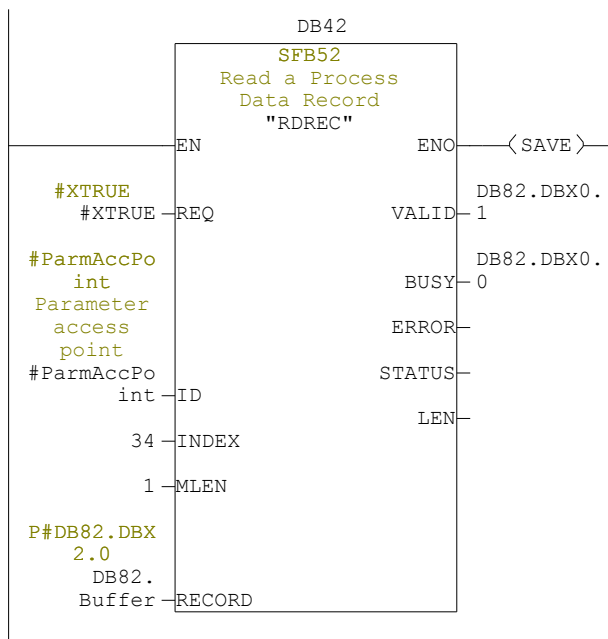 DB42
SFB52
Read a Process
Data Record
"RDREC"
EN
ENO
SAVE
#XTRUE
#XTRUE
REQ
VALID
DB82.DBX0.
1
#ParmAccPo
int
Parameter
access
point
#ParmAccPo
int
ID
BUSY
DB82.DBX0.
0
ERROR
STATUS
LEN
34
INDEX
1
MLEN
P#DB82.DBX
2.0
DB82.
Buffer
RECORD